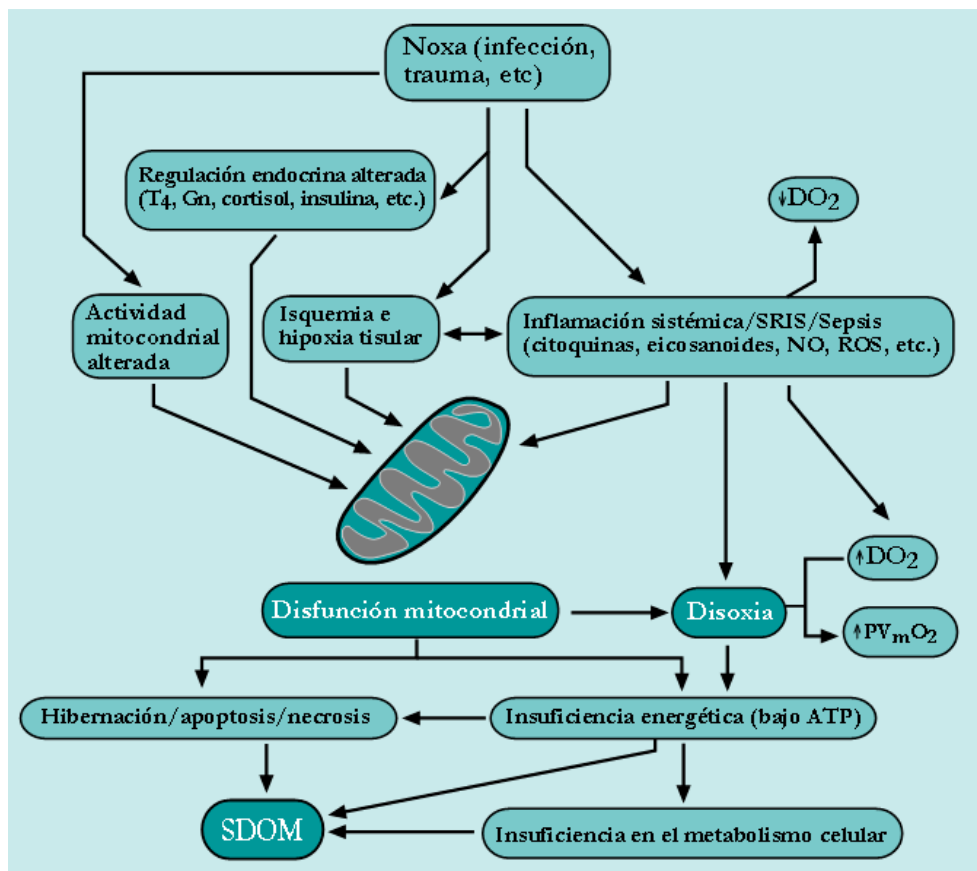 Noxa (infección,
trauma, etc)
Regulación endocrina alterada
(T4, Gn, cortisol, insulina, etc.)
↓DO2
Actividad
mitocondrial
alterada
Isquemia e
hipoxia tisular
Inflamación sistémica/SRIS/Sepsis
(citoquinas, eicosanoides, NO, ROS, etc.)
↑DO2
Disfunción mitocondrial
Disoxia
↑PVmO2
Hibernación/apoptosis/necrosis
Insuficiencia energética (bajo ATP)
SDOM
Insuficiencia en el metabolismo celular